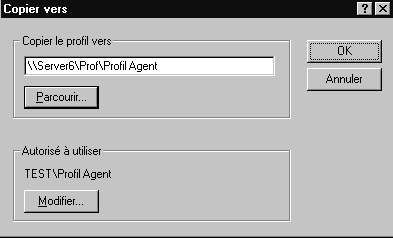 Copier vers
Copier le profil vers
\\Server6\Prof\Profil Agent
OK
Parcourir...
Annuler
Autorisé à utiliser
TEST\Profil Agent
Modifier...